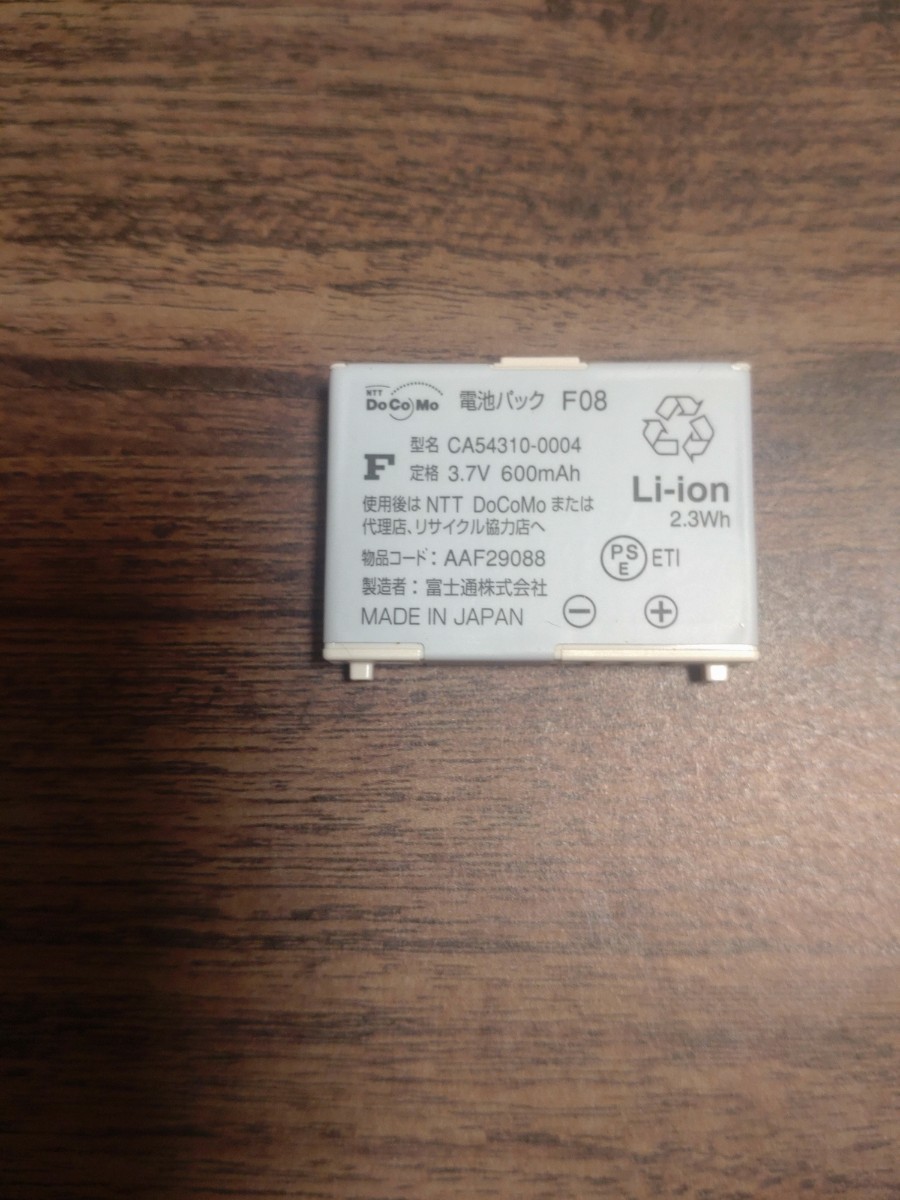 NTT DoCoMo 電池パック F08
型名 CA54310-0004
F 定格 3.7V 600mAh
Li-ion
2.3Wh
使用後は NTT DoCoMo または
代理店、リサイクル協力店へ
物品コード：AAF29088
PSE ETI
製造者：富士通株式会社
MADE IN JAPAN ⊖ ⊕